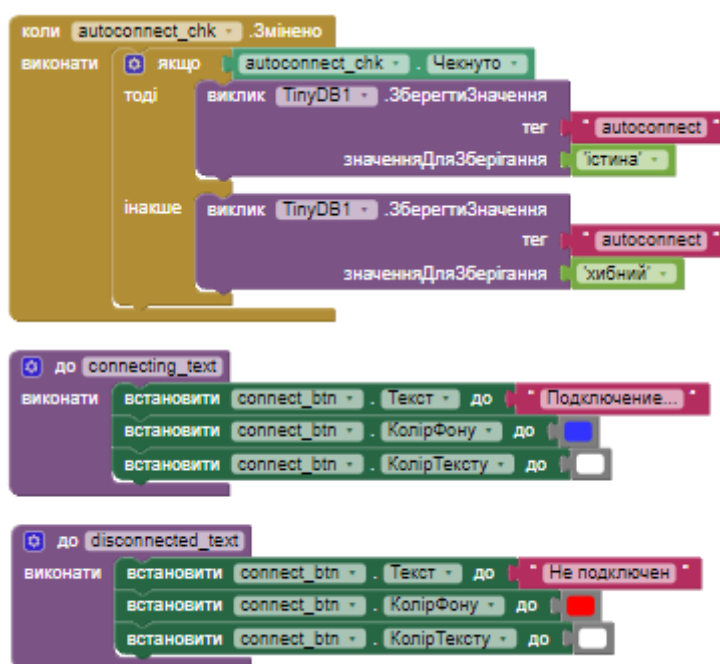 коли autoconnect_chk .Змінено
виконати якщо autoconnect_chk . Чекнуто
тоді виклик TinyDB1 .ЗберегтиЗначення
тег " autoconnect "
значенняДляЗберігання 'істина'
інакше виклик TinyDB1 .ЗберегтиЗначення
тег " autoconnect "
значенняДляЗберігання 'хибний'
до connecting_text
виконати встановити connect_btn . Текст до " Подключение... "
встановити connect_btn . КолірФону до
встановити connect_btn . КолірТексту до
до disconnected_text
виконати встановити connect_btn . Текст до " Не подключен "
встановити connect_btn . КолірФону до
встановити connect_btn . КолірТексту до